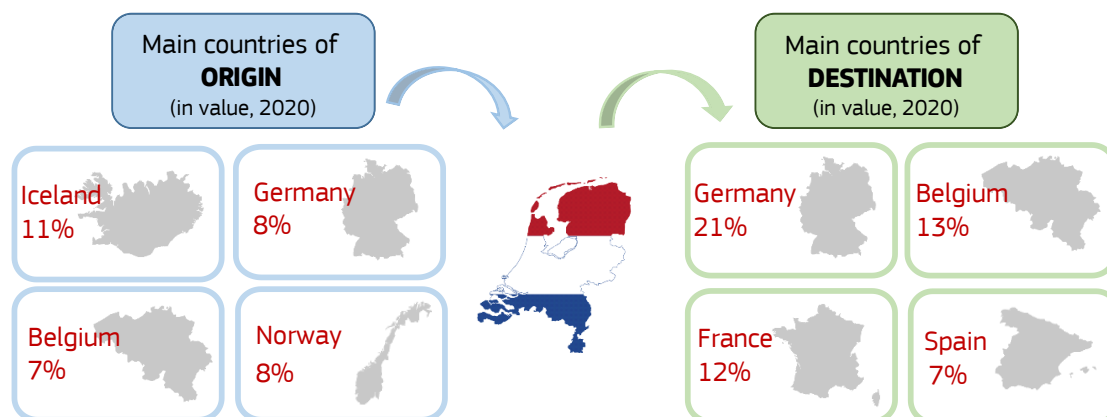 Main countries of
ORIGIN
(in value, 2020)
Main countries of
DESTINATION
(in value, 2020)
Iceland
11%
Germany
8%
Germany
21%
Belgium
13%
Belgium
7%
Norway
8%
France
12%
Spain
7%